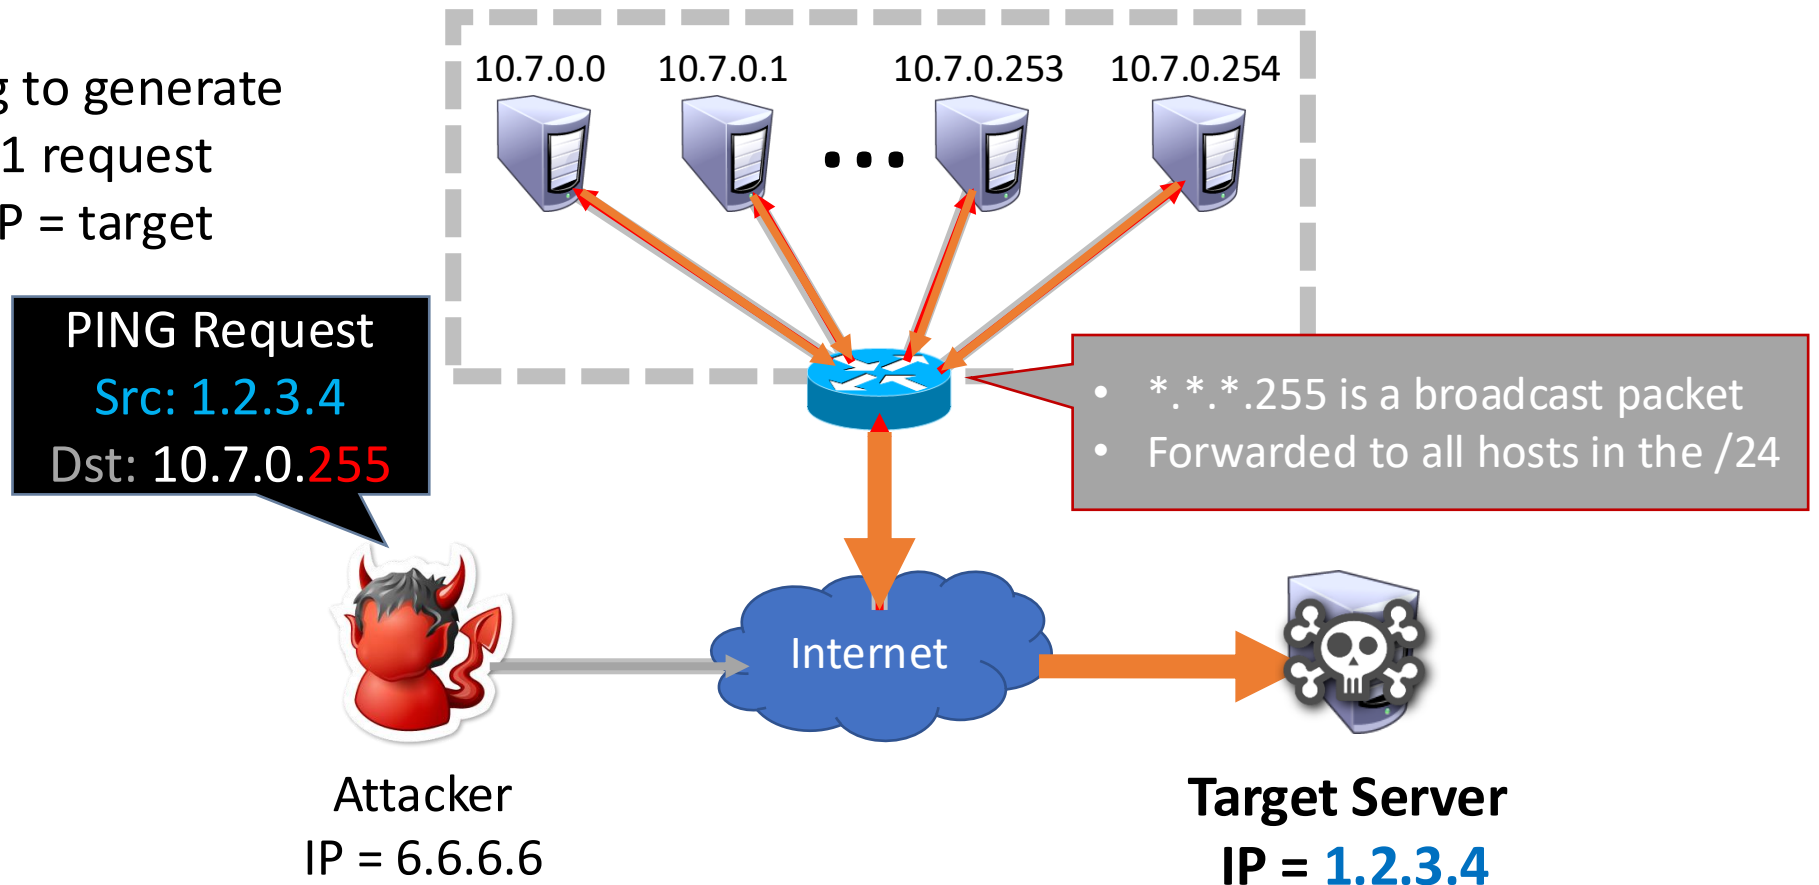 10.7.0.0 10.7.0.1 10.7.0.253 10.7.0.254
to generate
1 request
P = target
PING Request
Src: 1.2.3.4
Dst: 10.7.0.255
• *.*.*.255 is a broadcast packet
• Forwarded to all hosts in the /24
...
Internet
Attacker
IP = 6.6.6.6
Target Server
IP = 1.2.3.4